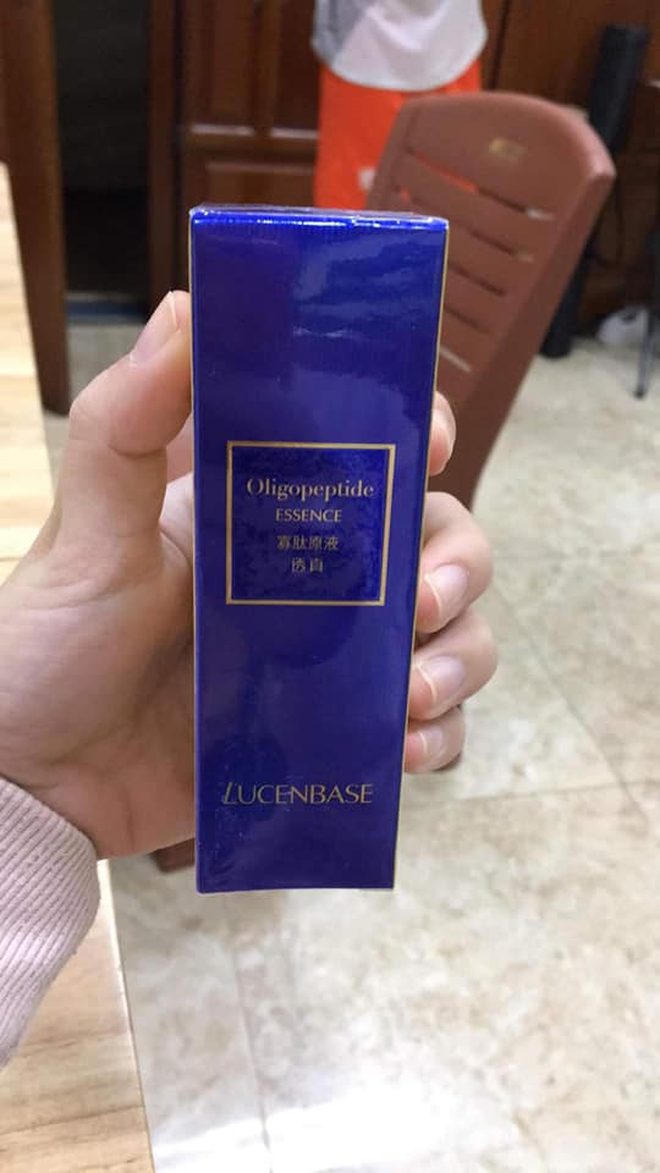 Oligopeptide
ESSENCE
寡肽原液
透真
LUCENBASE